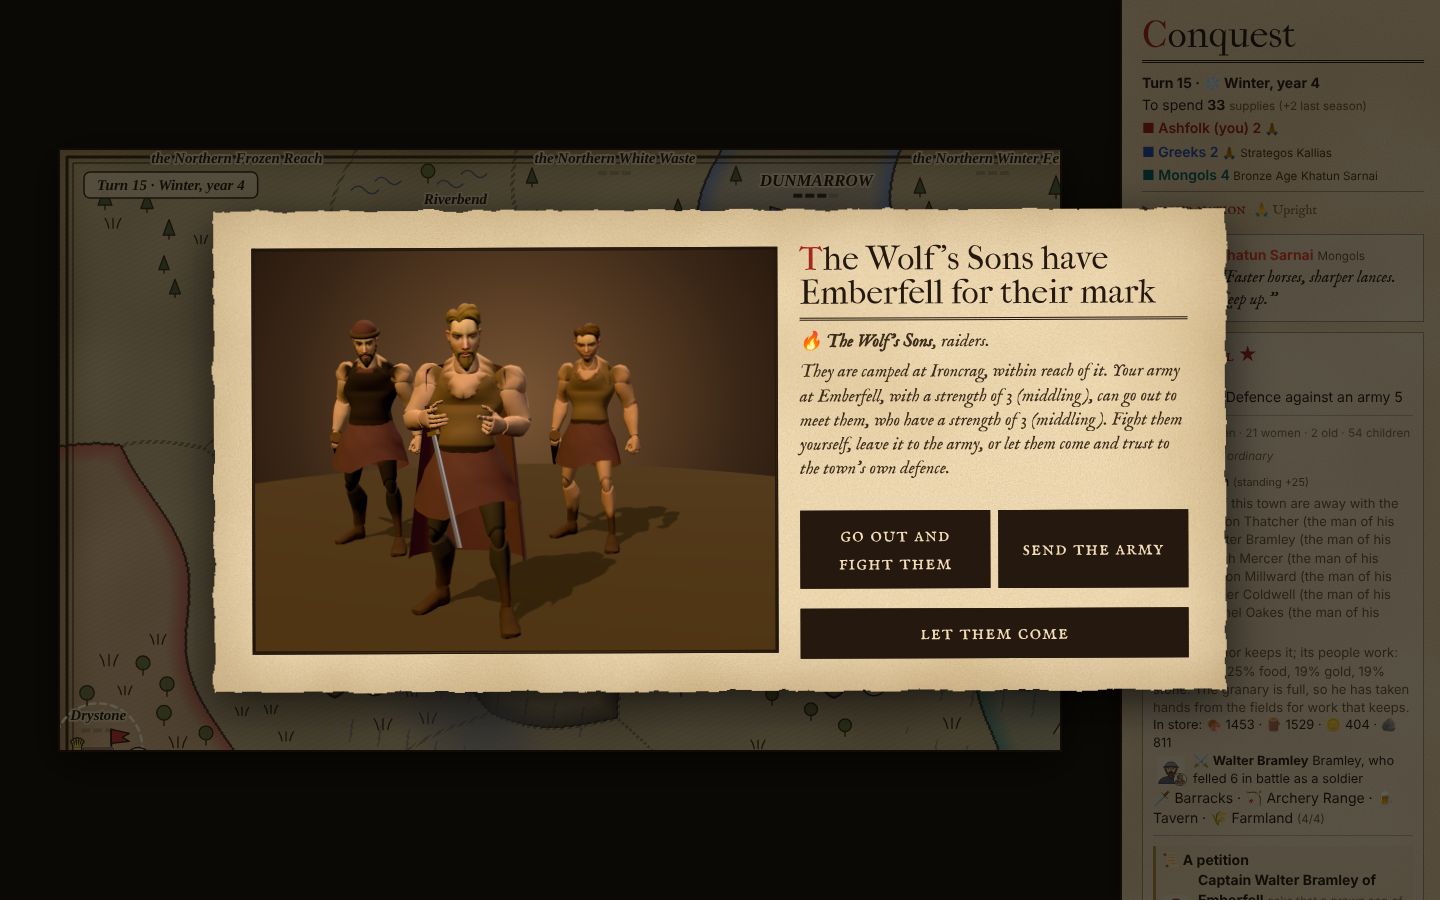 Conquest
Turn 15 · Winter, year 4
To spend 33 supplies (+2 last season)
Ashfolk (you) 2
Greeks 2 Strategos Kallias
Mongols 4 Bronze Age Khatun Sarnai
Upright
hatun Sarnai Mongols
Faster horses, sharper lances.
eep up.”
Defence against an army 5
n · 21 women · 2 old · 54 children
ordinary
(standing +25)
this town are away with the
on Thatcher (the man of his
ter Bramley (the man of his
h Mercer (the man of his
on Millward (the man of his
er Coldwell (the man of his
nel Oakes (the man of his
or keeps it; its people work:
25% food, 19% gold, 19%
stone. The granary is full, so he has taken
hands from the fields for work that keeps.
In store: 1453 · 1529 · 404 ·
811
Walter Bramley Bramley, who
felled 6 in battle as a soldier
Barracks · Archery Range ·
Tavern · Farmland (4/4)
A petition
Captain Walter Bramley of
Emberfell
the Northern Frozen Reach
the Northern White Waste
the Northern Winter Fe
Turn 15 · Winter, year 4
Riverbend
DUNMARROW
Drystone
The Wolf’s Sons have
Emberfell for their mark
The Wolf’s Sons, raiders.
They are camped at Ironcrag, within reach of it. Your army
at Emberfell, with a strength of 3 (middling), can go out to
meet them, who have a strength of 3 (middling). Fight them
yourself, leave it to the army, or let them come and trust to
the town’s own defence.
GO OUT AND
FIGHT THEM
SEND THE ARMY
LET THEM COME